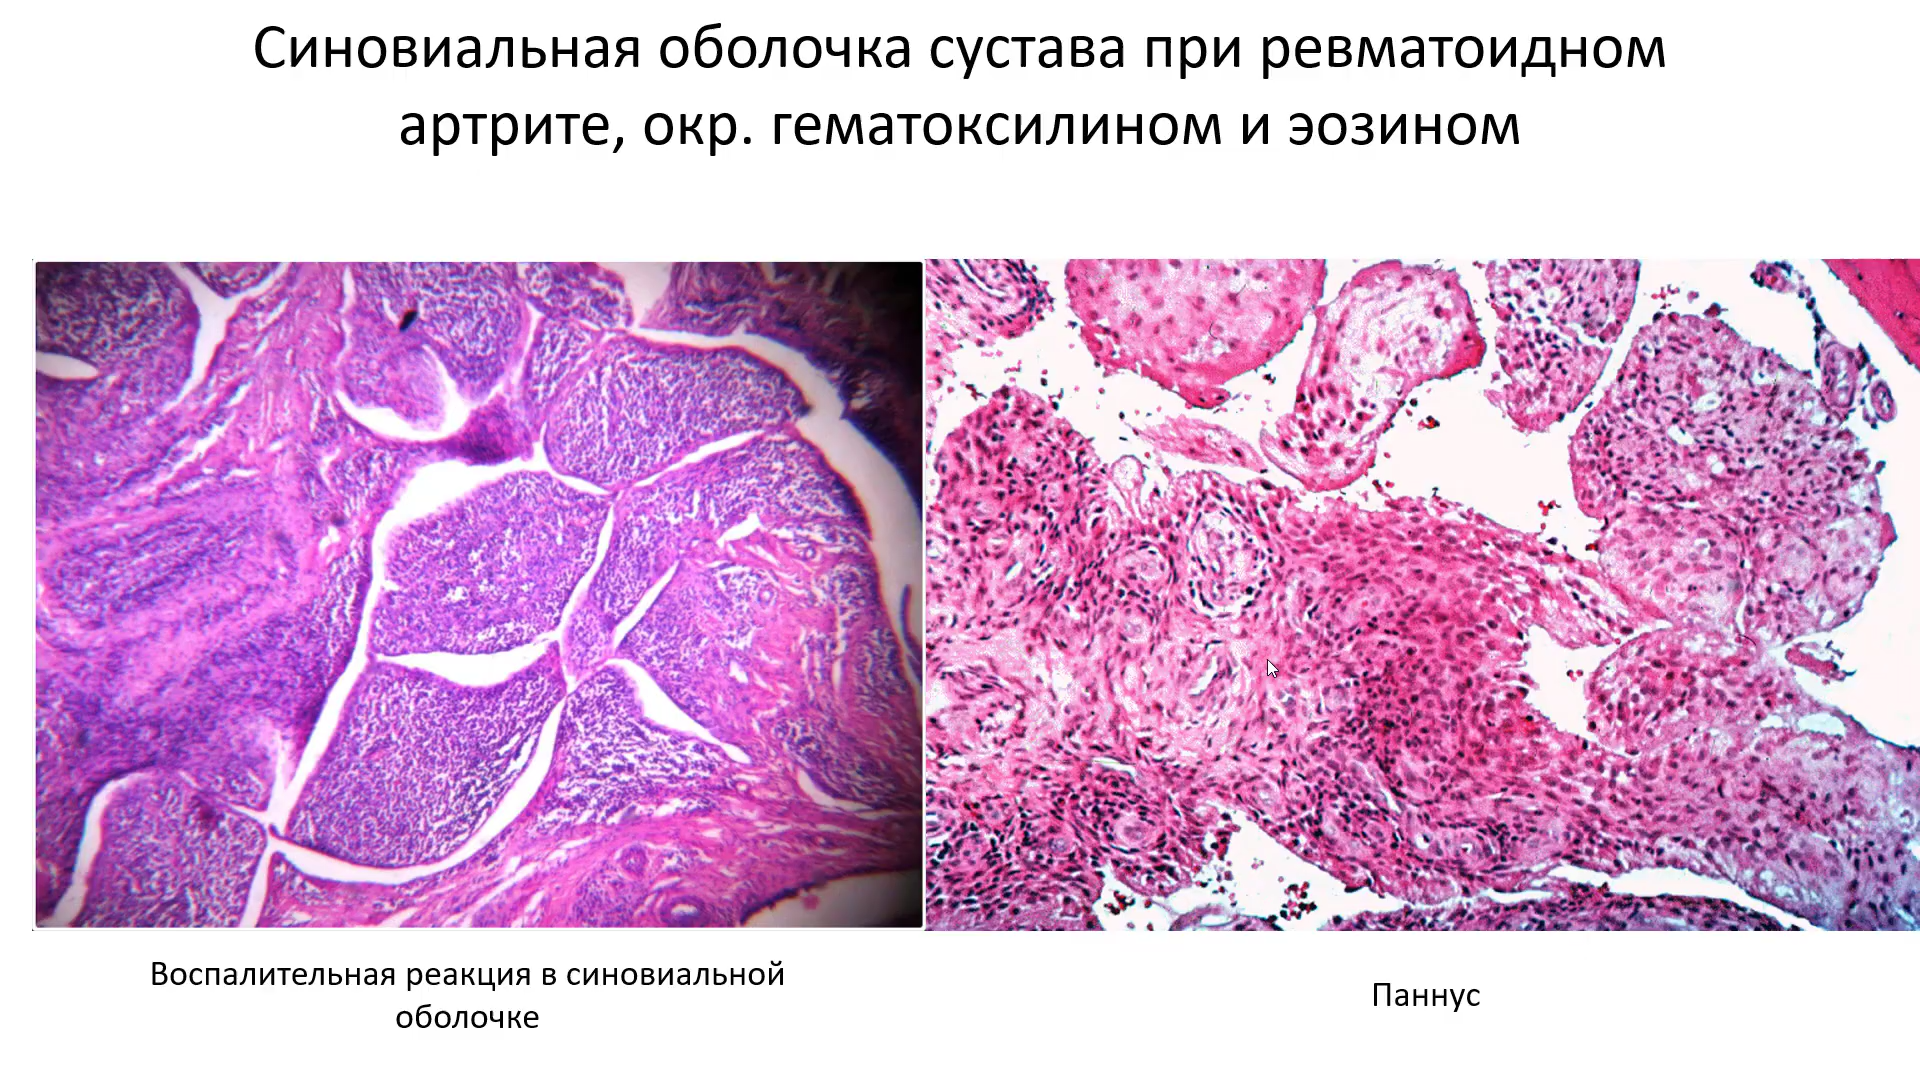 Синовиальная оболочка сустава при ревматоидном
артрите, окр. гематоксилином и эозином
Воспалительная реакция в синовиальной
оболочке
Паннус